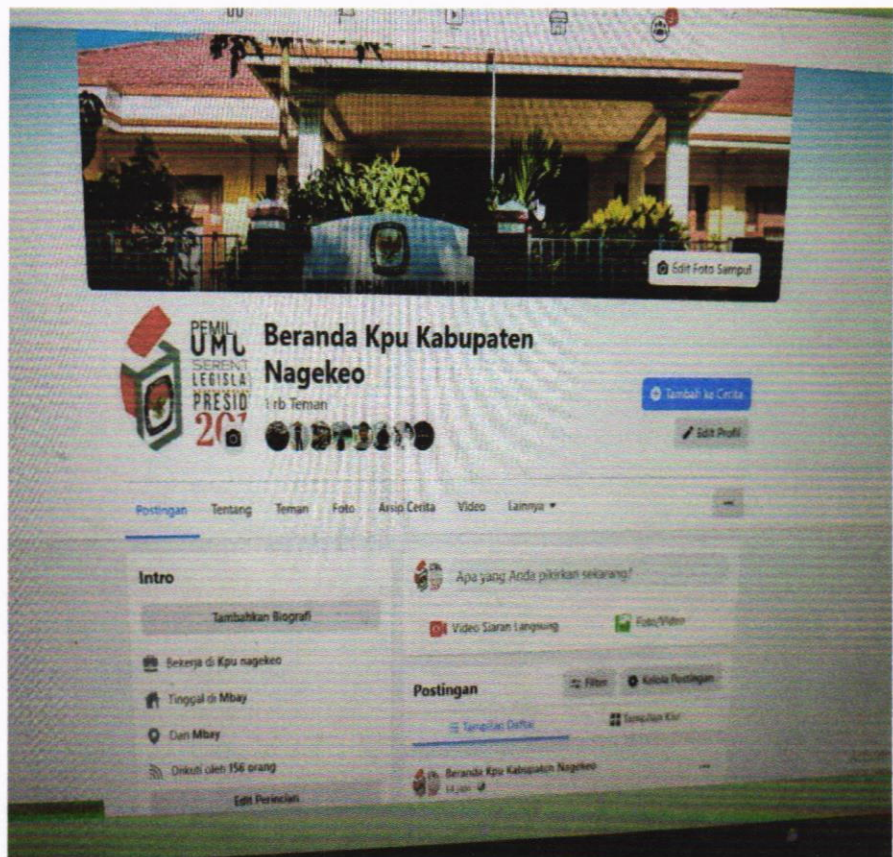 Edit Foto Sampul
PEMIL
UMU
SERENT
LEGISLA
PRESID
201
Beranda Kpu Kabupaten
Nagekeo
1 rb Teman
Tambah ke Cerita
Edit Profil
Postingan Tentang Teman Foto Arsip Cerita Video Lainnya
Intro
Tambahkan Biografi
Bekerja di Kpu nagekeo
Tinggal di Mbay
Dari Mbay
Diikuti oleh 156 orang
Edit Perincian
Apa yang Anda pikirkan sekarang?
Video Siaran Langsung
Foto/Video
Postingan
Filter
Kelola Postingan
Tampilan Daftar
Tampilan Kisi
Beranda Kpu Kabupaten Nagekeo